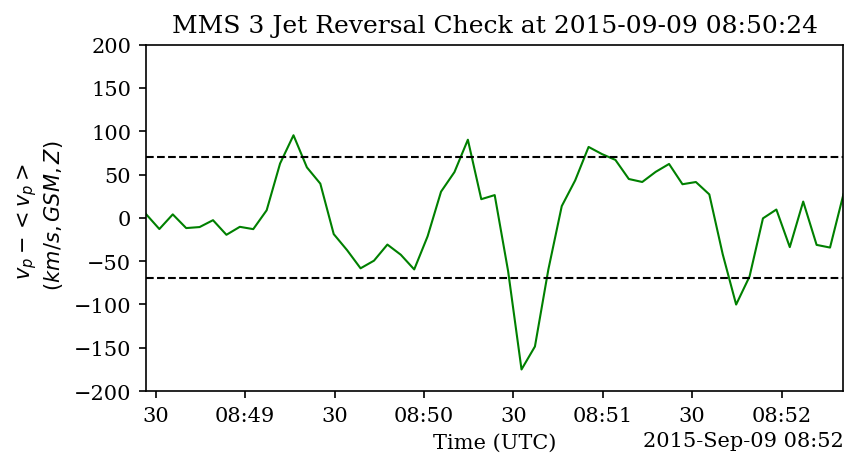 MMS 3 Jet Reversal Check at 2015-09-09 08:50:24
200
150
100
50
0
−50
−100
−150
−200
v_p − < v_p >
(km/s, GSM, Z)
30 08:49 30 08:50 30 08:51 30 08:52
Time (UTC)
2015-Sep-09 08:52